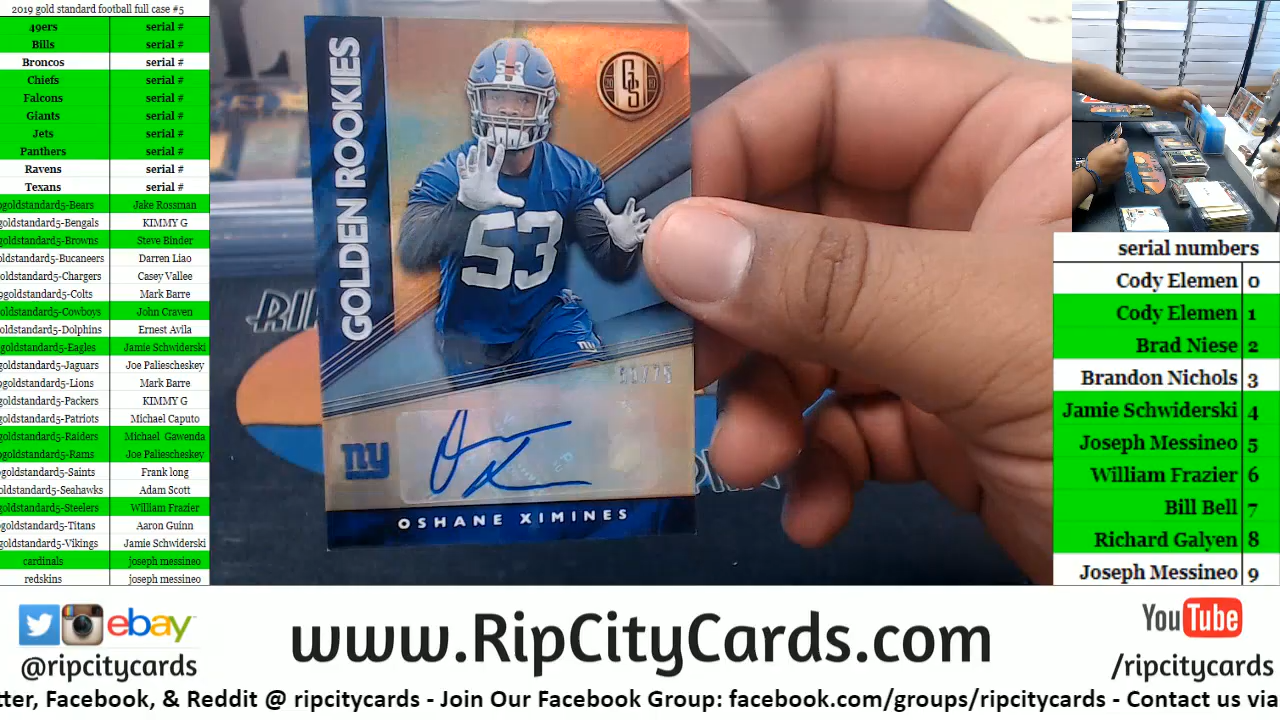 2019 gold standard football full case #5
49ers serial #
Bills serial #
Broncos serial #
Chiefs serial #
Falcons serial #
Giants serial #
Jets serial #
Panthers serial #
Ravens serial #
Texans serial #
goldstandard5-Bears Jake Rossman
goldstandard5-Bengals KIMMY G
goldstandard5-Browns Steve Binder
goldstandard5-Bucaneers Darren Liao
goldstandard5-Chargers Casey Vallee
9goldstandard5-Colts Mark Barre
goldstandard5-Cowboys John Craven
goldstandard5-Dolphins Ernest Avila
goldstandard5-Eagles Jamie Schwiderski
goldstandard5-Jaguars Joe Paliescheskey
9goldstandard5-Lions Mark Barre
goldstandard5-Packers KIMMY G
goldstandard5-Patriots Michael Caputo
goldstandard5-Raiders Michael Gawenda
goldstandard5-Rams Joe Paliescheskey
goldstandard5-Saints Frank long
goldstandard5-Seahawks Adam Scott
goldstandard5-Steelers William Frazier
9goldstandard5-Titans Aaron Guinn
goldstandard5-Vikings Jamie Schwiderski
cardinals joseph messineo
redskins joseph messineo
GOLDEN ROOKIES
GS
53
53
NY
OSHANE XIMINES
RIP
serial numbers
Cody Elemen 0
Cody Elemen 1
Brad Niese 2
Brandon Nichols 3
Jamie Schwiderski 4
Joseph Messineo 5
William Frazier 6
Bill Bell 7
Richard Galyen 8
Joseph Messineo 9
ebay
@ripcitycards
www.RipCityCards.com
YouTube
/ripcitycards
tter, Facebook, & Reddit @ ripcitycards - Join Our Facebook Group: facebook.com/groups/ripcitycards - Contact us via